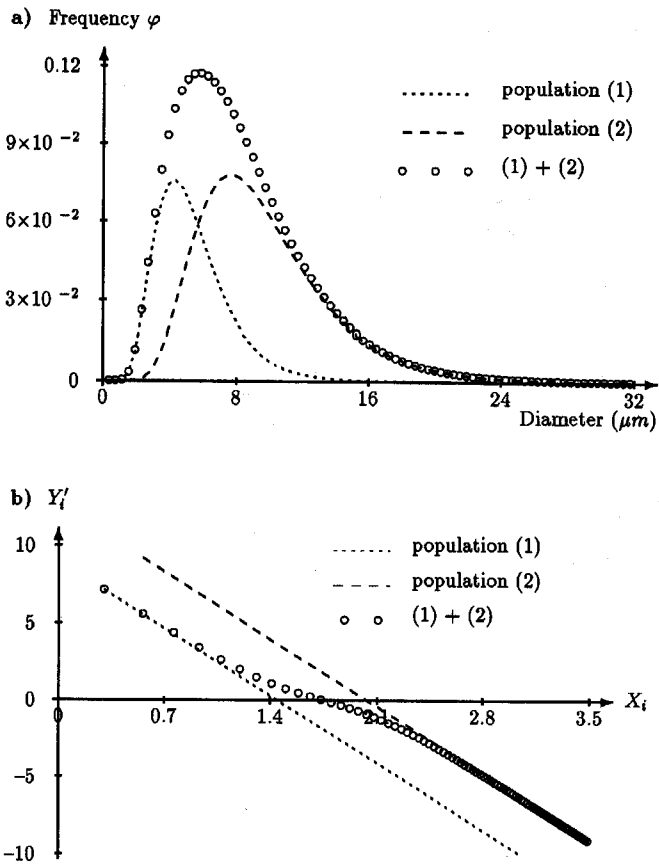 a) Frequency φ
0.12
9×10 −2
6×10 −2
3×10 −2
0
8
16
24
32
Diameter (μm)
population (1)
population (2)
(1) + (2)
b) Y′i
10
5
0
−5
−10
0
0.7
1.4
2.1
2.8
3.5
Xi
population (1)
population (2)
(1) + (2)